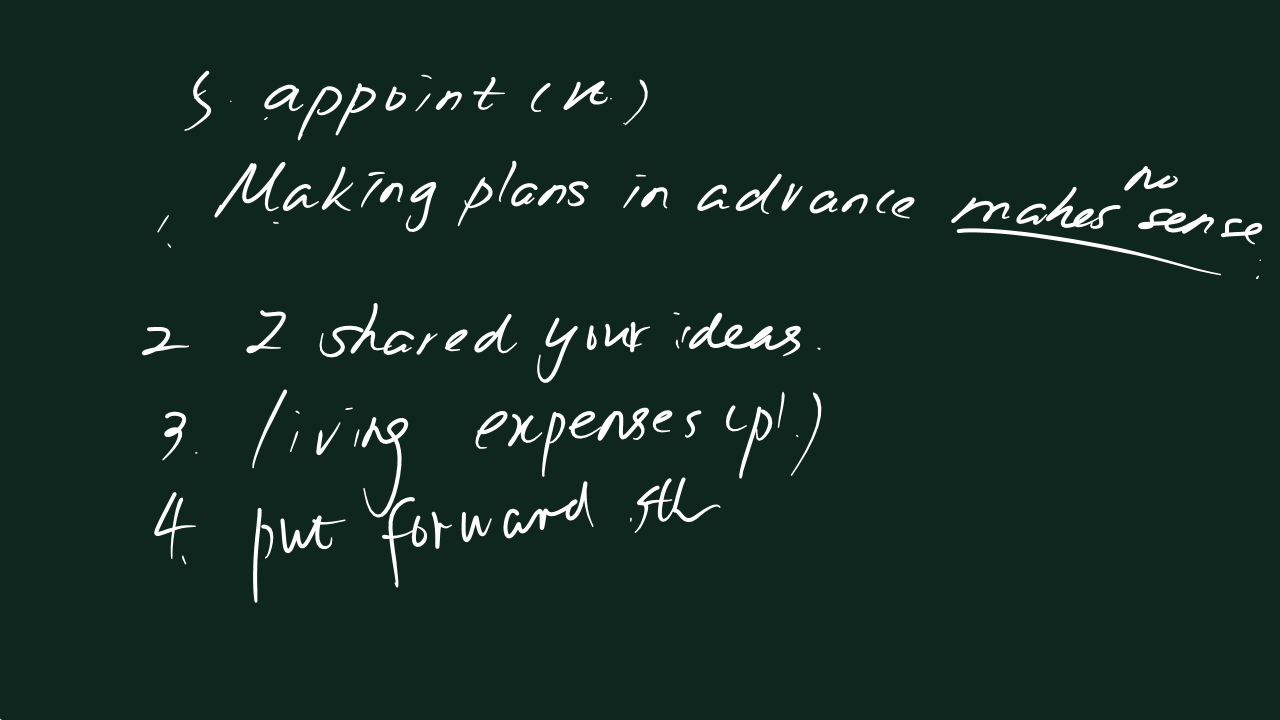 5. appoint (vt.)
1. Making plans in advance makes no sense.
2 I shared your ideas.
3. living expenses (pl.)
4. put forward sth